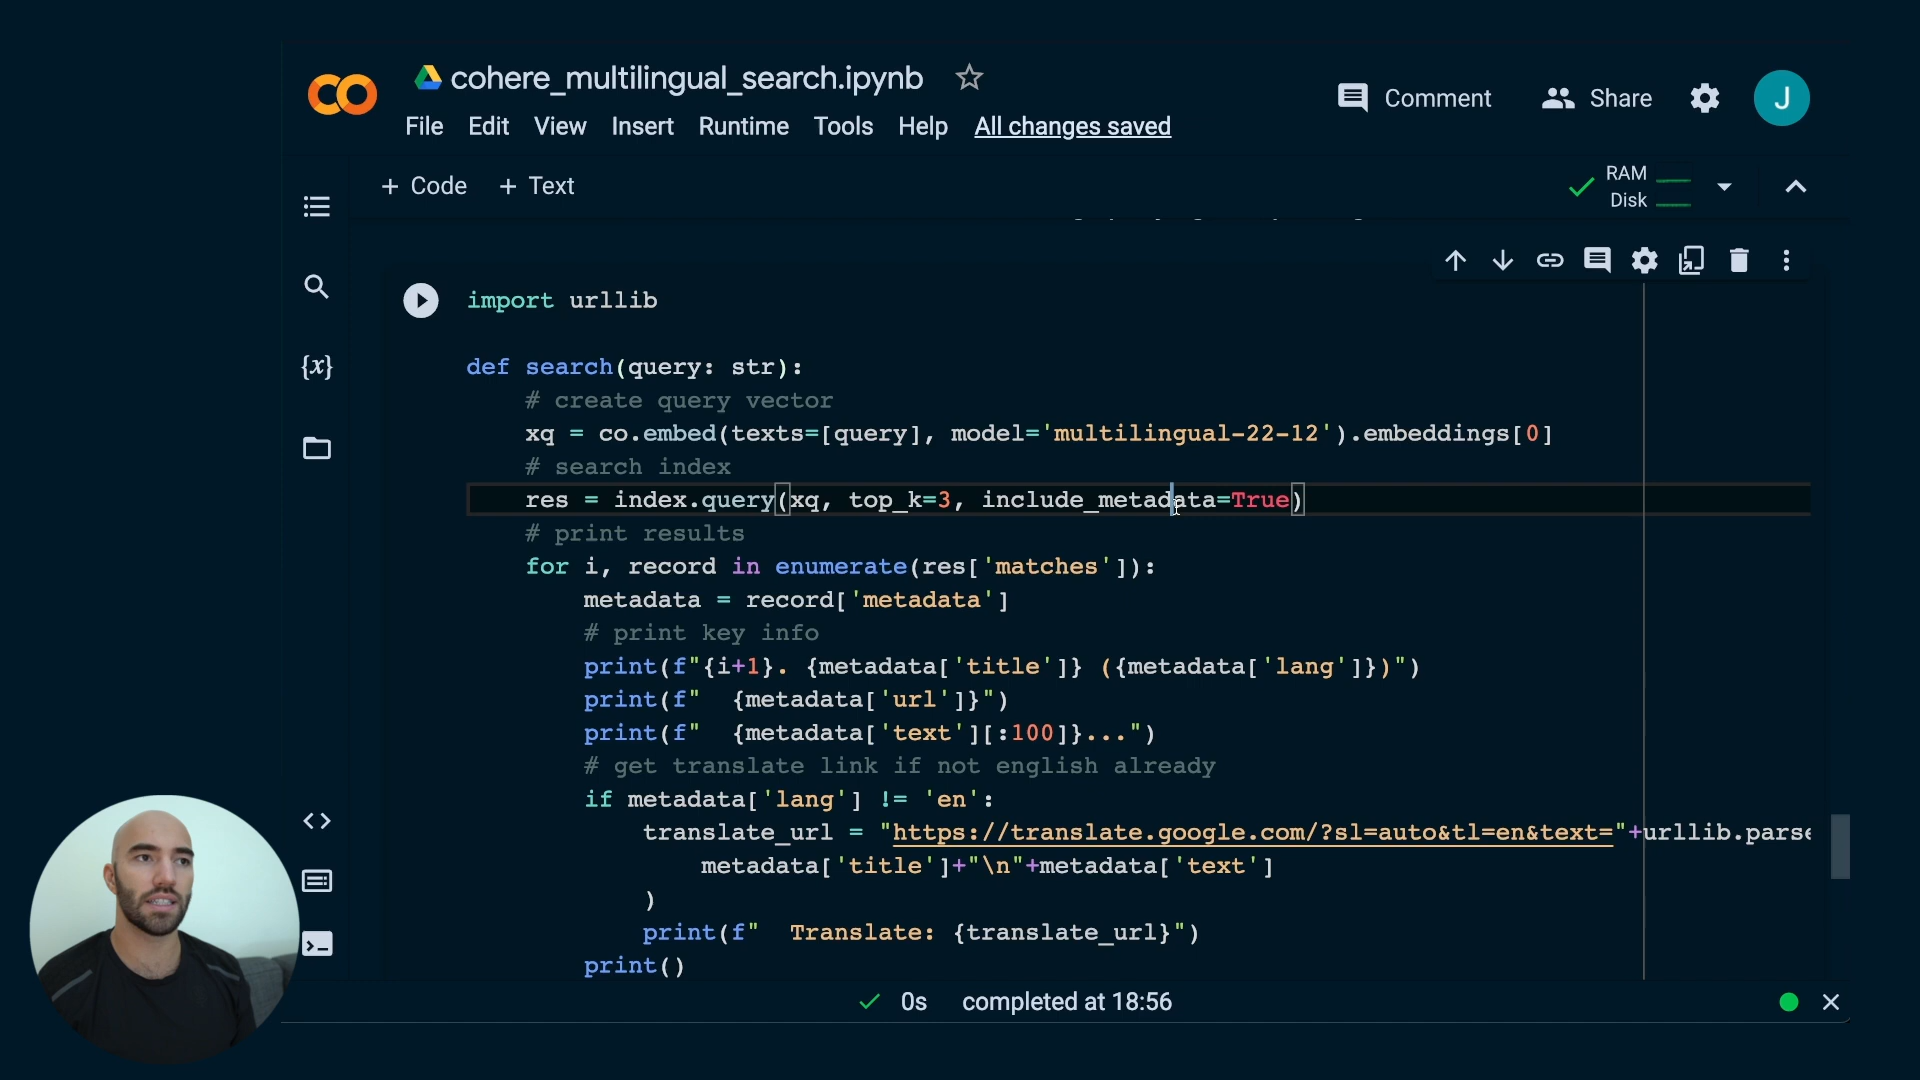 cohere_multilingual_search.ipynb
Comment
Share
J
File Edit View Insert Runtime Tools Help All changes saved
+ Code + Text
RAM
Disk
import urllib
def search(query: str):
# create query vector
xq = co.embed(texts=[query], model='multilingual-22-12').embeddings[0]
# search index
res = index.query(xq, top_k=3, include_metadata=True)
# print results
for i, record in enumerate(res['matches']):
metadata = record['metadata']
# print key info
print(f"{i+1}. {metadata['title']} ({metadata['lang']})")
print(f"  {metadata['url']}")
print(f"  {metadata['text'][:100]}...")
# get translate link if not english already
if metadata['lang'] != 'en':
translate_url = "https://translate.google.com/?sl=auto&tl=en&text="+urllib.parse
metadata['title']+"\n"+metadata['text']
)
print(f"  Translate: {translate_url}")
print()
0s completed at 18:56